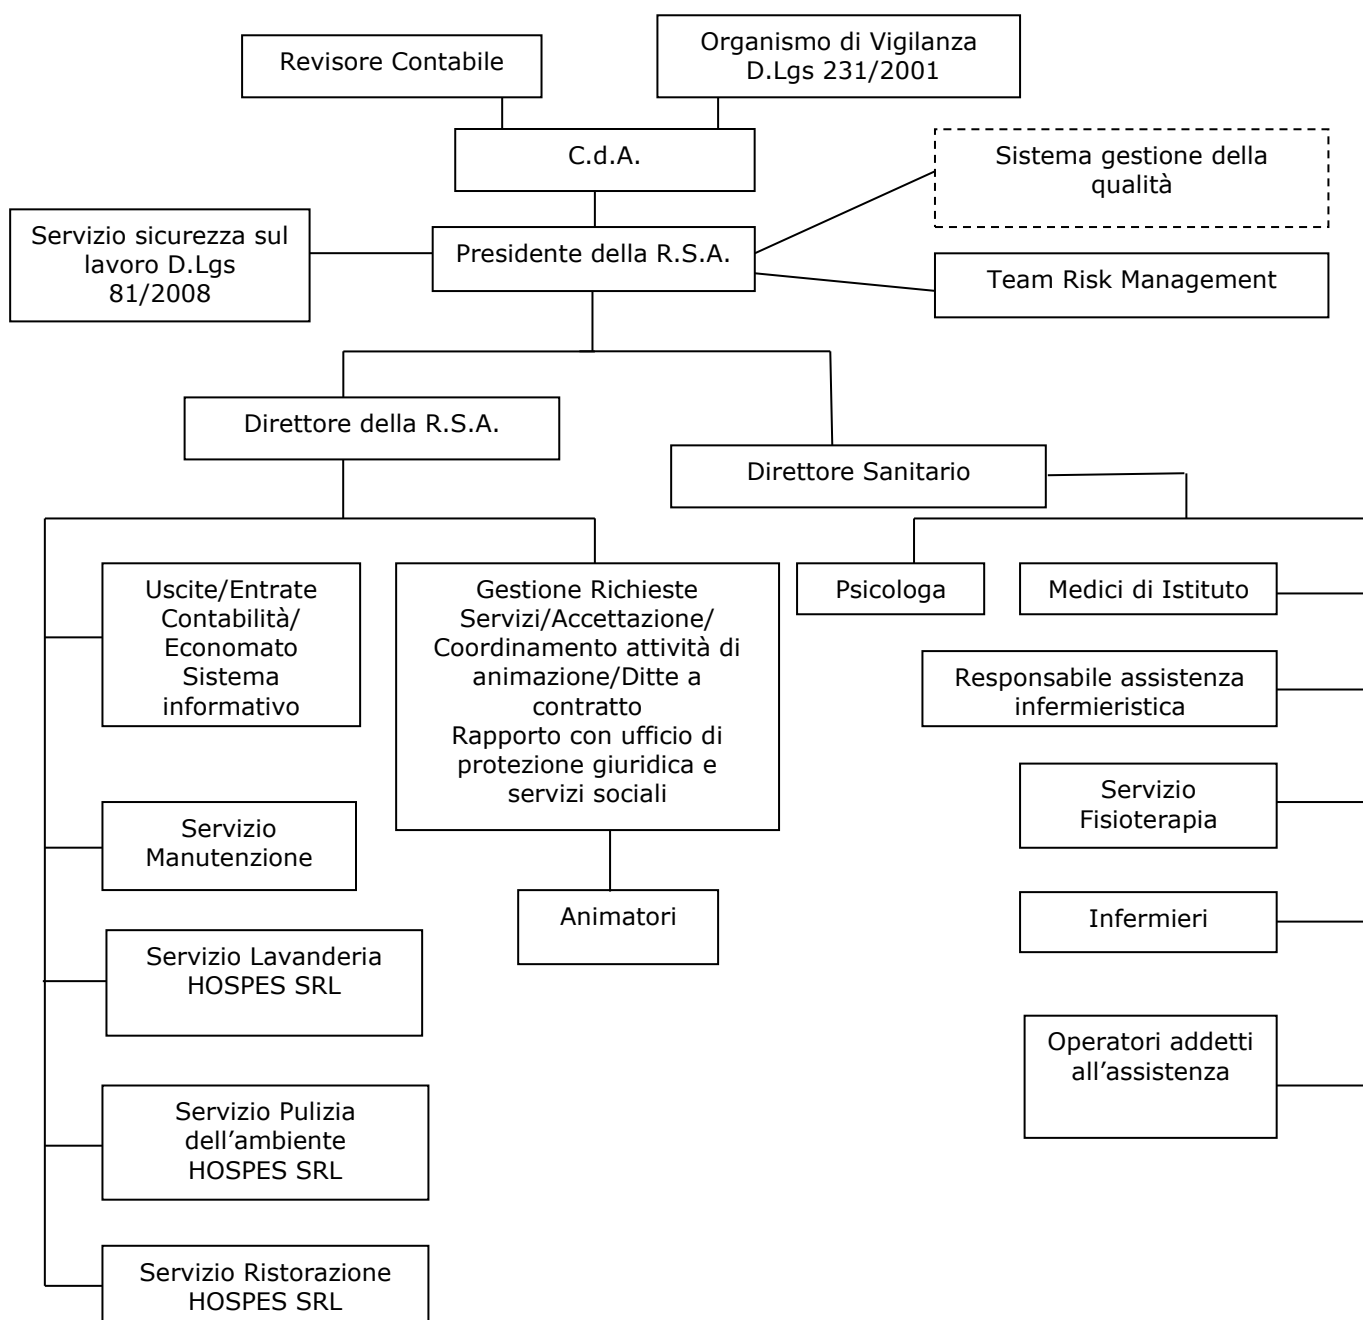 Revisore Contabile
Organismo di Vigilanza
D.Lgs 231/2001
C.d.A.
Sistema gestione della
qualità
Servizio sicurezza sul
lavoro D.Lgs
81/2008
Presidente della R.S.A.
Team Risk Management
Direttore della R.S.A.
Direttore Sanitario
Uscite/Entrate
Contabilità/
Economato
Sistema
informativo
Gestione Richieste
Servizi/Accettazione/
Coordinamento attività di
animazione/Ditte a
contratto
Rapporto con ufficio di
protezione giuridica e
servizi sociali
Psicologa
Medici di Istituto
Responsabile assistenza
infermieristica
Servizio
Manutenzione
Servizio
Fisioterapia
Animatori
Infermieri
Servizio Lavanderia
HOSPES SRL
Operatori addetti
all’assistenza
Servizio Pulizia
dell’ambiente
HOSPES SRL
Servizio Ristorazione
HOSPES SRL